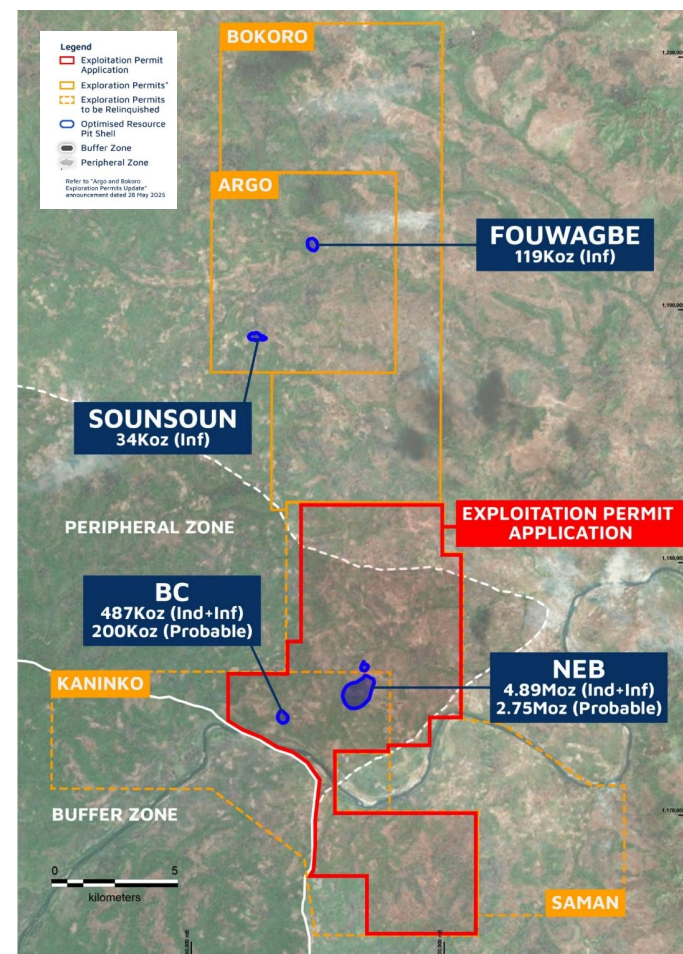 BOKORO
Legend
Exploitation Permit
Application
Exploration Permits*
Exploration Permits
to be Relinquished
Optimised Resource
Pit Shell
Buffer Zone
Peripheral Zone
Refer to "Argo and Bokoro
Exploration Permits Update"
announcement dated 28 May 2025
ARGO
FOUWAGBE
119Koz (Inf)
SOUNSOUN
34Koz (Inf)
PERIPHERAL ZONE
EXPLOITATION PERMIT
APPLICATION
BC
487Koz (Ind+Inf)
200Koz (Probable)
NEB
4.89Moz (Ind+Inf)
2.75Moz (Probable)
KANINKO
BUFFER ZONE
0 5
kilometers
SAMAN